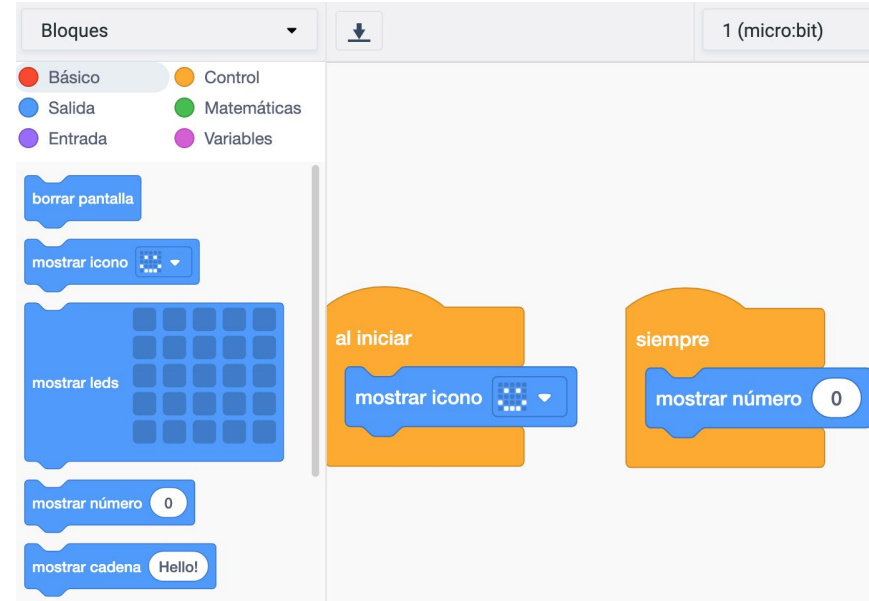 Bloques
1 (micro:bit)
Básico
Control
Salida
Matemáticas
Entrada
Variables
borrar pantalla
mostrar icono
mostrar leds
mostrar número 0
mostrar cadena Hello!
al iniciar
mostrar icono
siempre
mostrar número 0